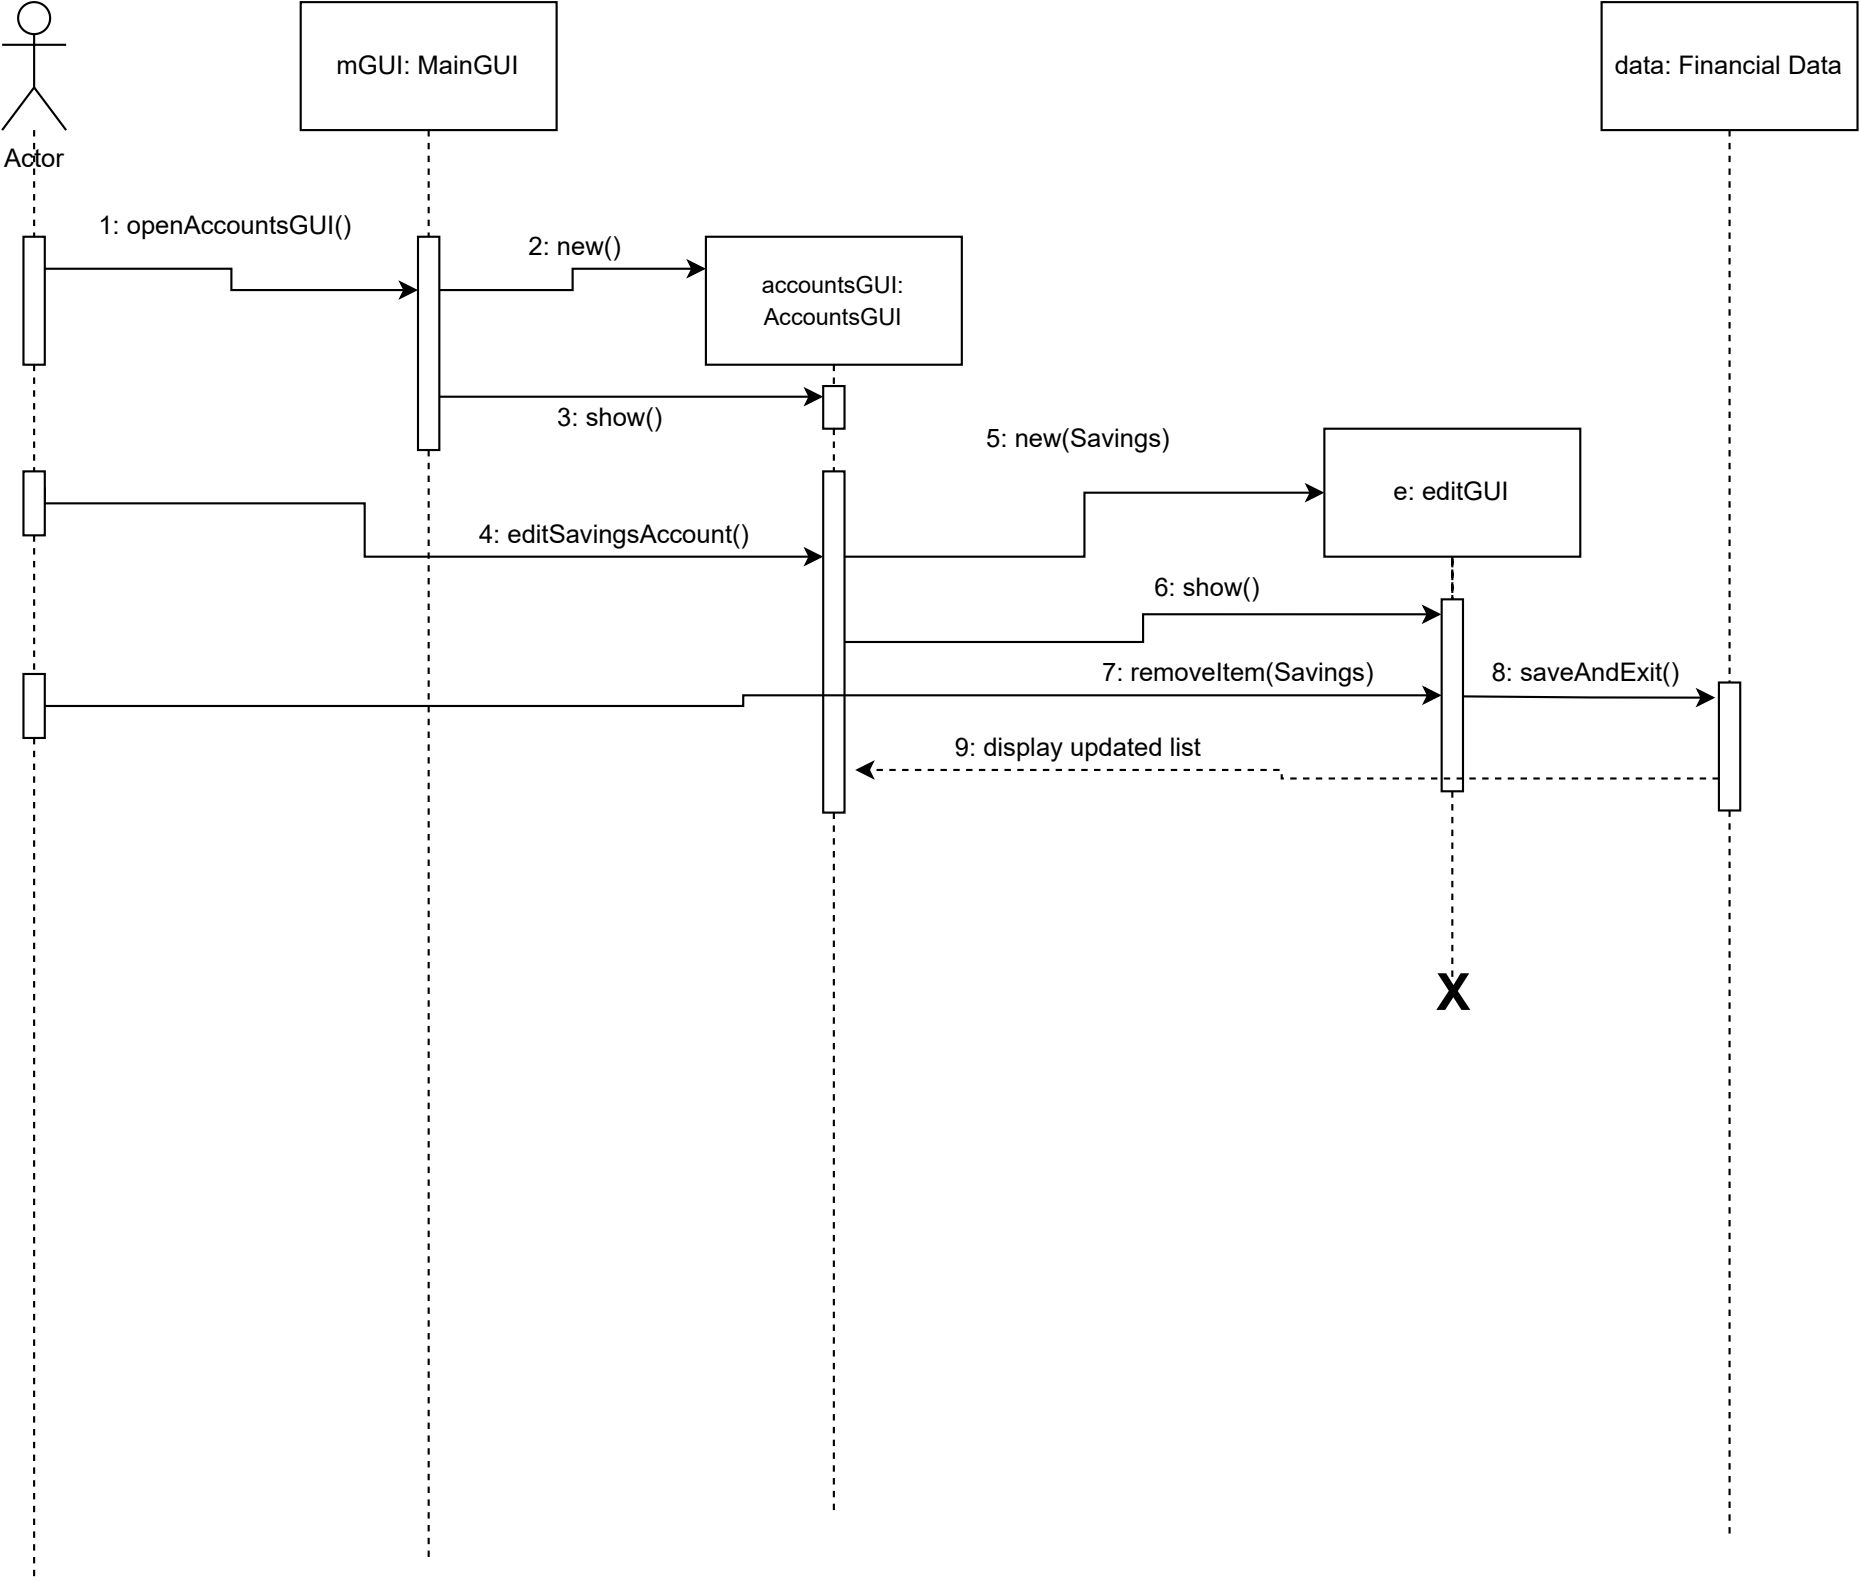 mGUI: MainGUI
data: Financial Data
Actor
1: openAccountsGUI()
2: new()
accountsGUI:
AccountsGUI
3: show()
5: new(Savings)
e: editGUI
4: editSavingsAccount()
6: show()
7: removeItem(Savings)
8: saveAndExit()
9: display updated list
X